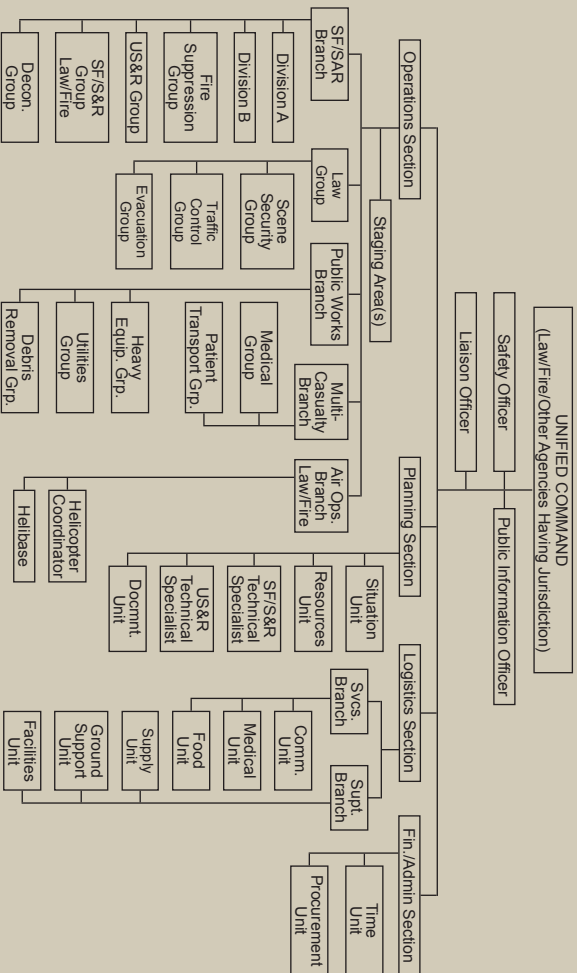 UNIFIED COMMAND
(Law/Fire/Other Agencies Having Jurisdiction)
Safety Officer
Public Information Officer
Liaison Officer
Operations Section
Planning Section
Logistics Section
Fin./Admin Section
Staging Area(s)
SF/SAR
Branch
Division A
Division B
Fire
Suppression
Group
US&R Group
SF/S&R
Group
Law/Fire
Decon.
Group
Law
Group
Scene
Security
Group
Traffic
Control
Group
Evacuation
Group
Public Works
Branch
Heavy
Equip. Grp.
Utilities
Group
Debris
Removal Grp.
Multi-
Casualty
Branch
Medical
Group
Patient
Transport Grp.
Air Ops.
Branch
Law/Fire
Helicopter
Coordinator
Helibase
Situation
Unit
Resources
Unit
SF/S&R
Technical
Specialist
US&R
Technical
Specialist
Docmnt.
Unit
Svcs.
Branch
Comm.
Unit
Medical
Unit
Food
Unit
Supt.
Branch
Supply
Unit
Ground
Support
Unit
Facilities
Unit
Time
Unit
Procurement
Unit